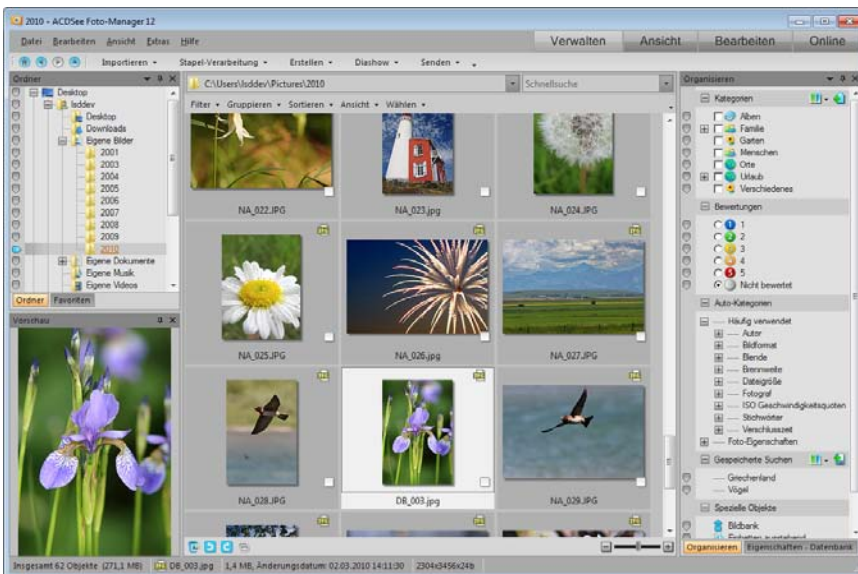 2010 - ACDSee Foto-Manager 12
Datei Bearbeiten Ansicht Extras Hilfe
Verwalten Ansicht Bearbeiten Online
Importieren Stapel-Verarbeitung Erstellen Diashow Senden
Ordner
Desktop
lsddev
Desktop
Downloads
Eigene Bilder
2001
2003
2004
2005
2006
2007
2008
2009
2010
Eigene Dokumente
Eigene Musik
Eigene Videos
Ordner Favoriten
Vorschau
C:\Users\lsddev\Pictures\2010
Schnellsuche
Filter Gruppieren Sortieren Ansicht Wählen
NA_022.JPG NA_023.jpg NA_024.JPG
NA_025.JPG NA_026.jpg NA_027.JPG
NA_028.JPG DB_003.jpg NA_029.JPG
Organisieren
Kategorien
Alben
Familie
Garten
Menschen
Orte
Urlaub
Verschiedenes
Bewertungen
1
2
3
4
5
Nicht bewertet
Auto-Kategorien
Häufig verwendet
Autor
Bildformat
Blende
Brennweite
Dateigröße
Fotograf
ISO Geschwindigkeitsquoten
Stichwörter
Verschlusszeit
Foto-Eigenschaften
Gespeicherte Suchen
Griechenland
Vögel
Spezielle Objekte
Bildbank
Organisieren Eigenschaften - Datenbank
Insgesamt 62 Objekte (271,1 MB) DB_003.jpg 1,4 MB, Änderungsdatum: 02.03.2010 14:11:30 2304x3456x24b